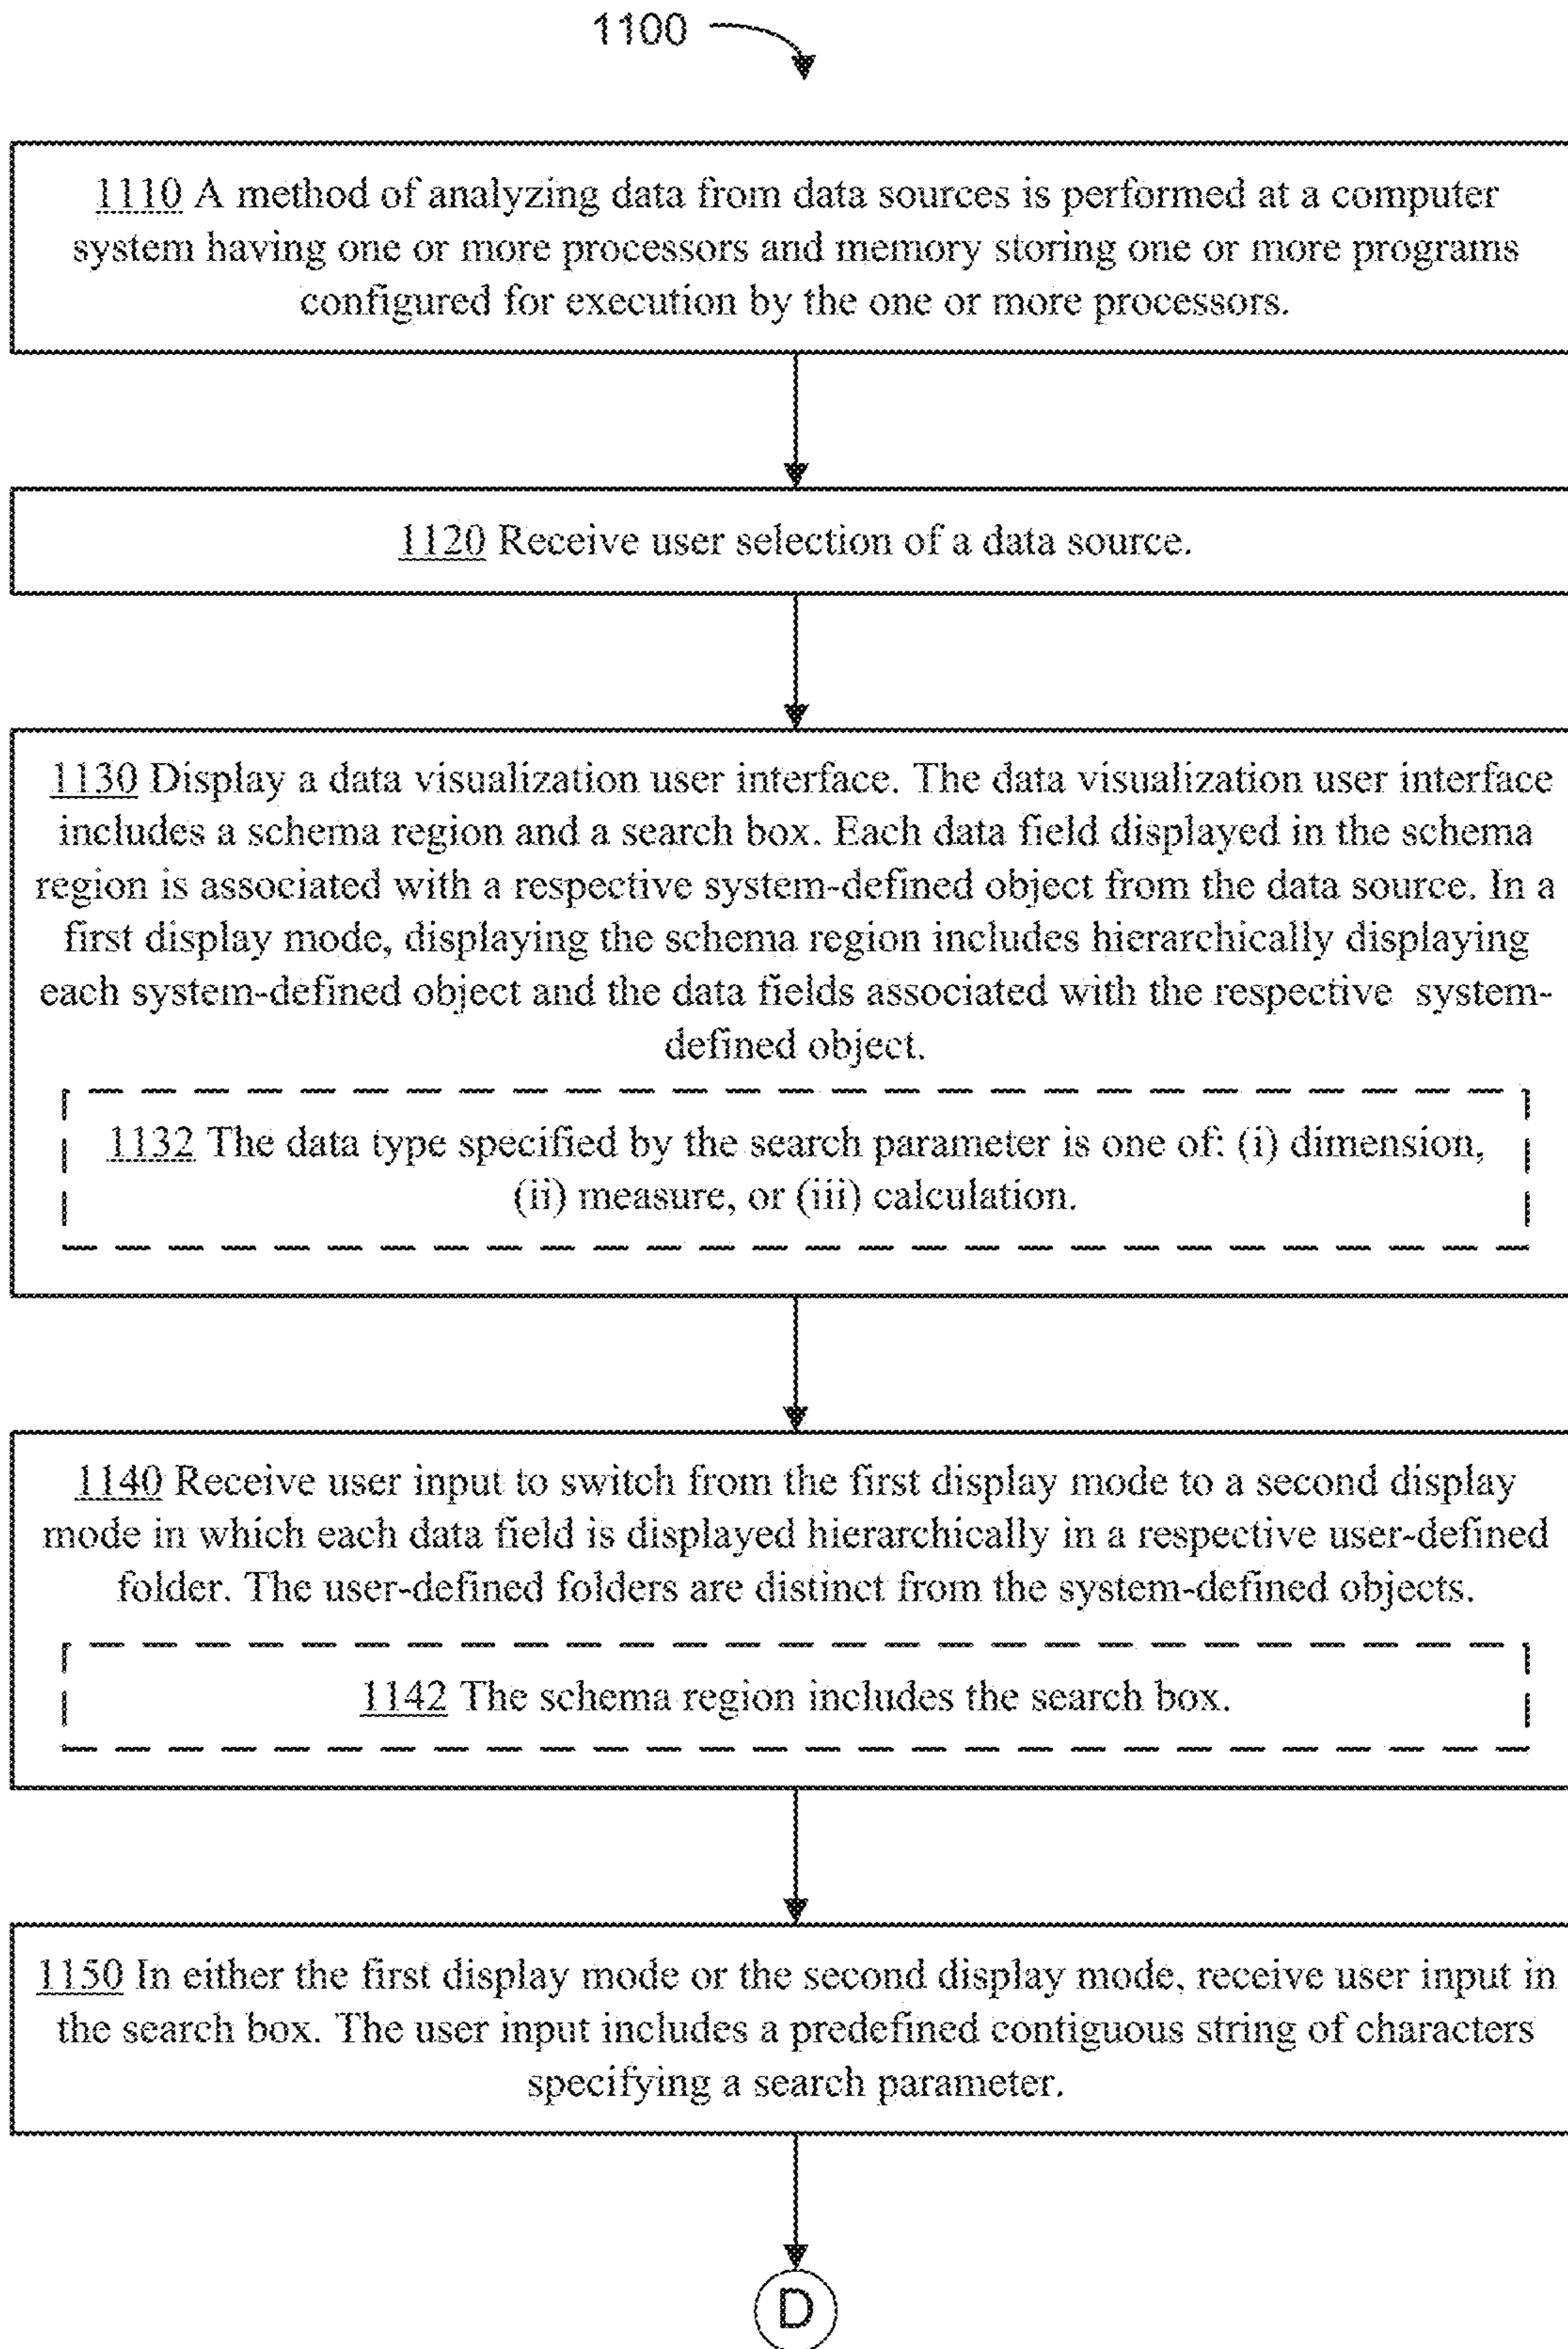 1100
1110 A method of analyzing data from data sources is performed at a computer
system having one or more processors and memory storing one or more programs
configured for execution by the one or more processors.
1120 Receive user selection of a data source.
1130 Display a data visualization user interface. The data visualization user interface
includes a schema region and a search box. Each data field displayed in the schema
region is associated with a respective system-defined object from the data source. In a
first display mode, displaying the schema region includes hierarchically displaying
each system-defined object and the data fields associated with the respective system-
defined object.
1132 The data type specified by the search parameter is one of: (i) dimension,
(ii) measure, or (iii) calculation.
1140 Receive user input to switch from the first display mode to a second display
mode in which each data field is displayed hierarchically in a respective user-defined
folder. The user-defined folders are distinct from the system-defined objects.
1142 The schema region includes the search box.
1150 In either the first display mode or the second display mode, receive user input in
the search box. The user input includes a predefined contiguous string of characters
specifying a search parameter.
D